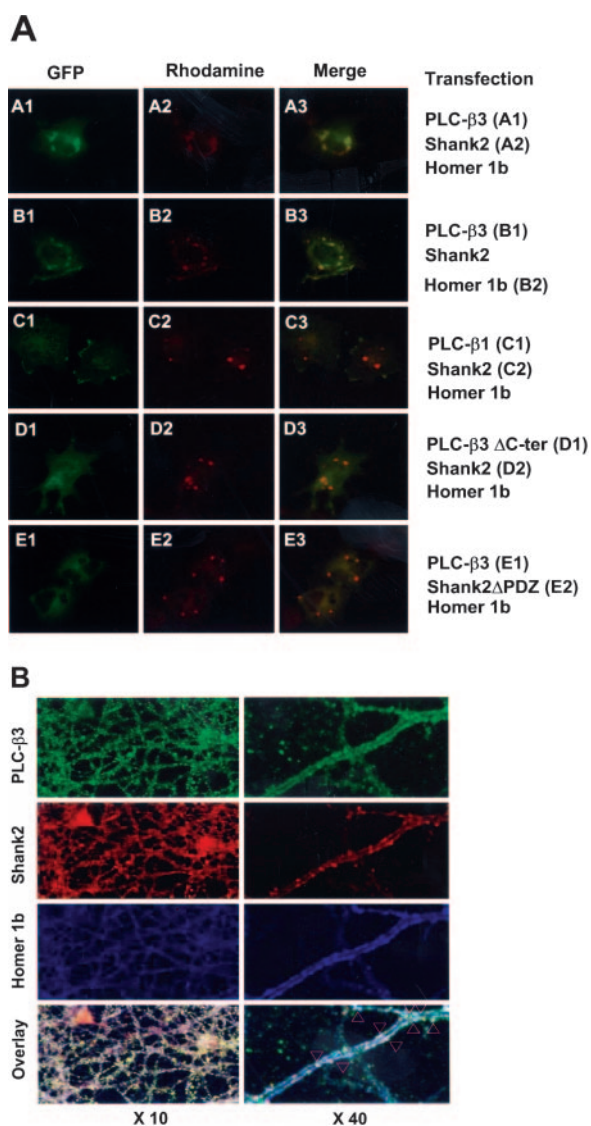 A
GFP Rhodamine Merge Transfection
A1 A2 A3
PLC-β3 (A1)
Shank2 (A2)
Homer 1b
B1 B2 B3
PLC-β3 (B1)
Shank2
Homer 1b (B2)
C1 C2 C3
PLC-β1 (C1)
Shank2 (C2)
Homer 1b
D1 D2 D3
PLC-β3 ΔC-ter (D1)
Shank2 (D2)
Homer 1b
E1 E2 E3
PLC-β3 (E1)
Shank2ΔPDZ (E2)
Homer 1b
B
PLC-β3
Shank2
Homer 1b
Overlay
X 10 X 40